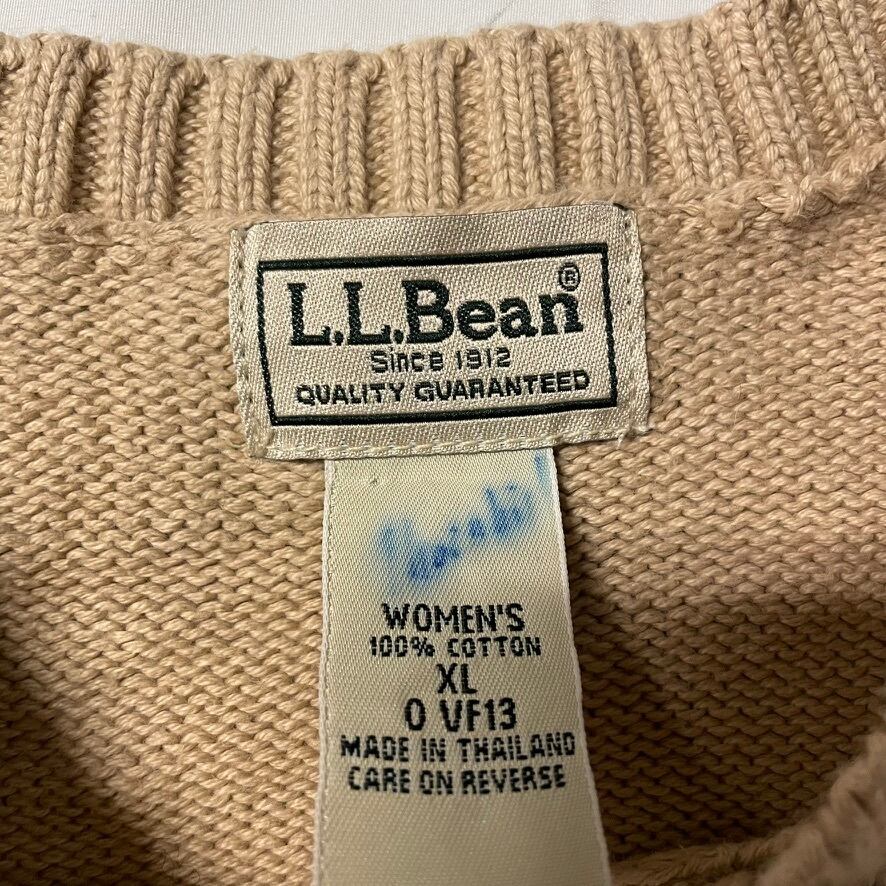 L.L.Bean®
Since 1912
QUALITY GUARANTEED
WOMEN'S
100% COTTON
XL
0 VF13
MADE IN THAILAND
CARE ON REVERSE